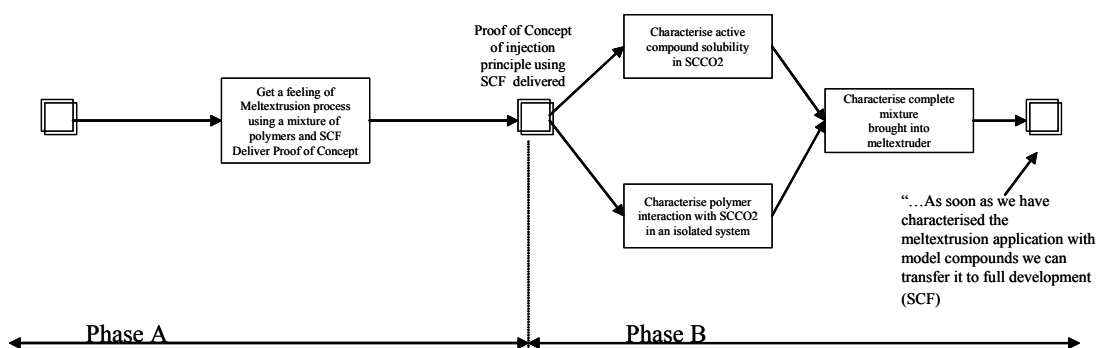 Get a feeling of
Meltextrusion process
using a mixture of
polymers and SCF
Deliver Proof of Concept
Proof of Concept
of injection
principle using
SCF delivered
Characterise active
compound solubility
in SCCO2
Characterise polymer
interaction with SCCO2
in an isolated system
Characterise complete
mixture
brought into
meltextruder
“…As soon as we have
characterised the
meltextrusion application with
model compounds we can
transfer it to full development
(SCF)
Phase A
Phase B